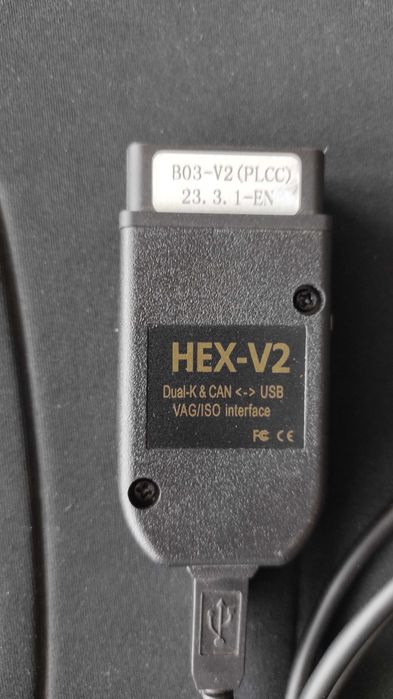 B03-V2(PLCC)
23.3.1-EN
HEX-V2
Dual-K & CAN <-> USB
VAG/ISO interface
FC CE